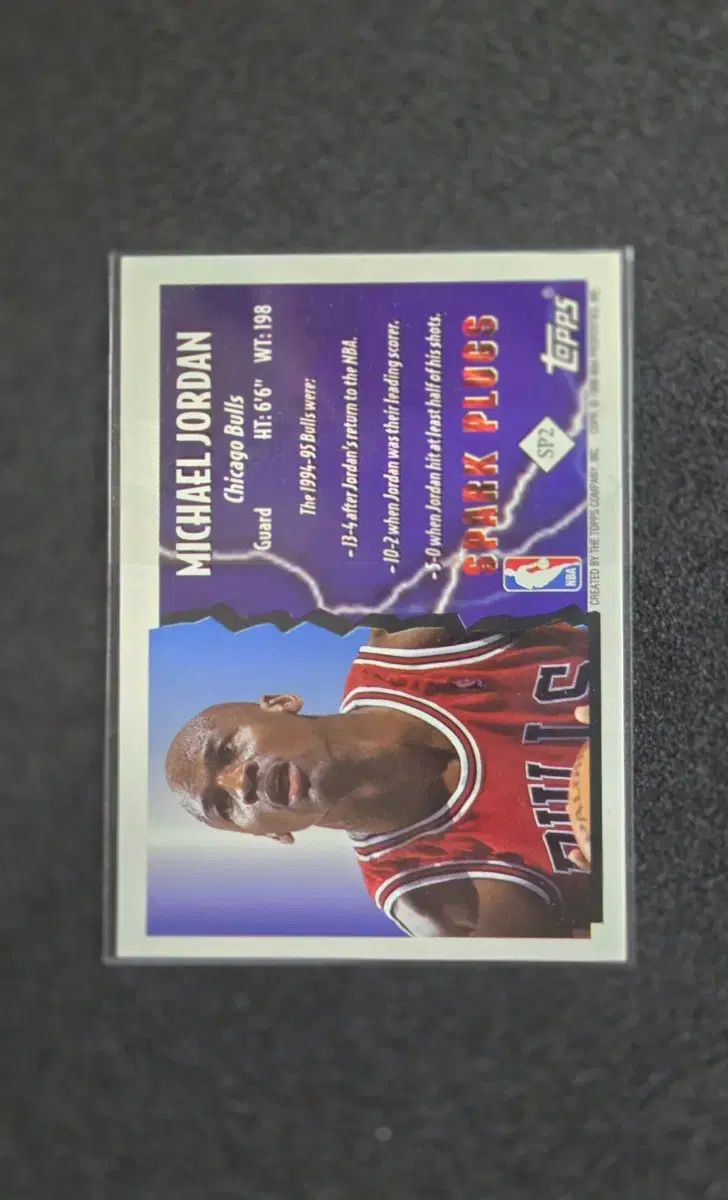 MICHAEL JORDAN
Chicago Bulls
Guard HT: 6'6" WT: 198
The 1994-95 Bulls were:
• 13-4 after Jordan's return to the NBA.
• 10-2 when Jordan was their leading scorer.
• 5-0 when Jordan hit at least half of his shots.
SPARK PLUGS
SP2
NBA
Topps®
CREATED BY THE TOPPS COMPANY, INC.
BULLS